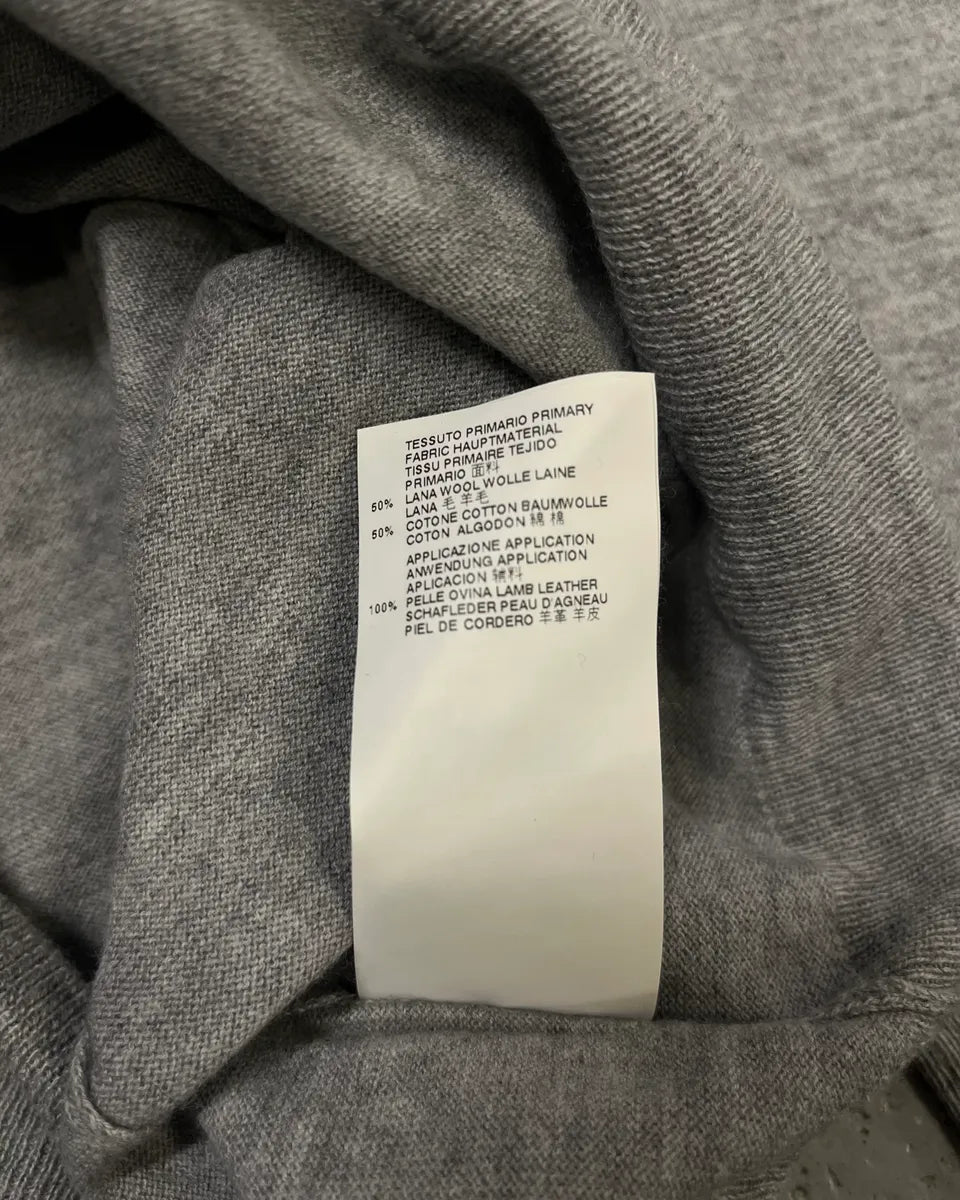 TESSUTO PRIMARIO PRIMARY
FABRIC HAUPTMATERIAL
TISSU PRIMAIRE TEJIDO
PRIMARIO 面料
50% LANA WOOL WOLLE LAINE
LANA 毛 羊毛
50% COTONE COTTON BAUMWOLLE
COTON ALGODON 綿 棉
APPLICAZIONE APPLICATION
ANWENDUNG APPLICATION
APLICACION 辅料
100% PELLE OVINA LAMB LEATHER
SCHAFLEDER PEAU D'AGNEAU
PIEL DE CORDERO 羊革 羊皮